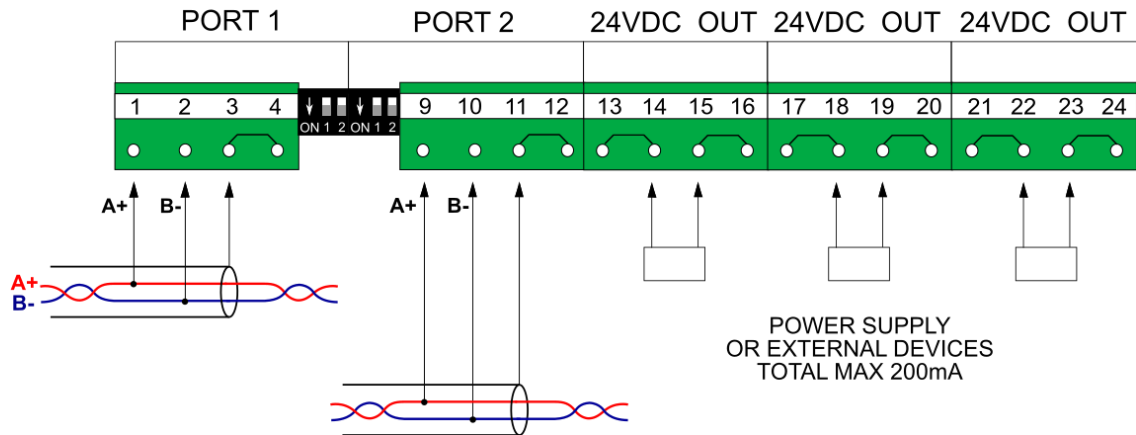 PORT 1 PORT 2 24VDC OUT 24VDC OUT 24VDC OUT
1 2 3 4 9 10 11 12 13 14 15 16 17 18 19 20 21 22 23 24
ON 1 2 ON 1 2
A+ B- A+ B-
A+
B-
POWER SUPPLY
OR EXTERNAL DEVICES
TOTAL MAX 200mA